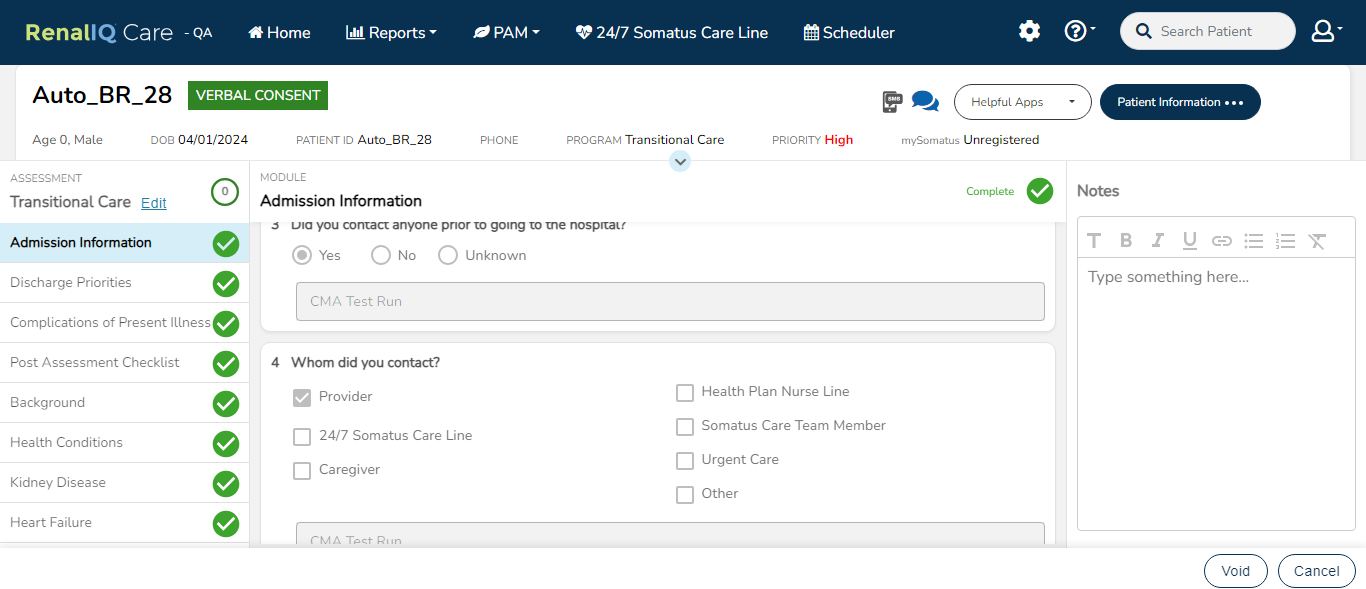 RenalIQ Care - QA Home Reports PAM 24/7 Somatus Care Line Scheduler Search Patient
Auto_BR_28 VERBAL CONSENT SMS Helpful Apps Patient Information
Age 0, Male DOB 04/01/2024 PATIENT ID Auto_BR_28 PHONE PROGRAM Transitional Care PRIORITY High mySomatus Unregistered
ASSESSMENT
Transitional Care Edit
0
Admission Information
Discharge Priorities
Complications of Present Illness
Post Assessment Checklist
Background
Health Conditions
Kidney Disease
Heart Failure
MODULE
Admission Information
Complete
3 Did you contact anyone prior to going to the hospital?
Yes No Unknown
CMA Test Run
4 Whom did you contact?
Provider
24/7 Somatus Care Line
Caregiver
Health Plan Nurse Line
Somatus Care Team Member
Urgent Care
Other
CMA Test Run
Notes
Type something here...
Void Cancel